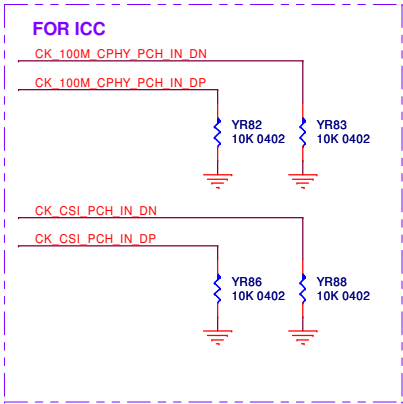 FOR ICC
CK_100M_CPHY_PCH_IN_DN
CK_100M_CPHY_PCH_IN_DP
YR82
10K 0402
YR83
10K 0402
CK_CSI_PCH_IN_DN
CK_CSI_PCH_IN_DP
YR86
10K 0402
YR88
10K 0402